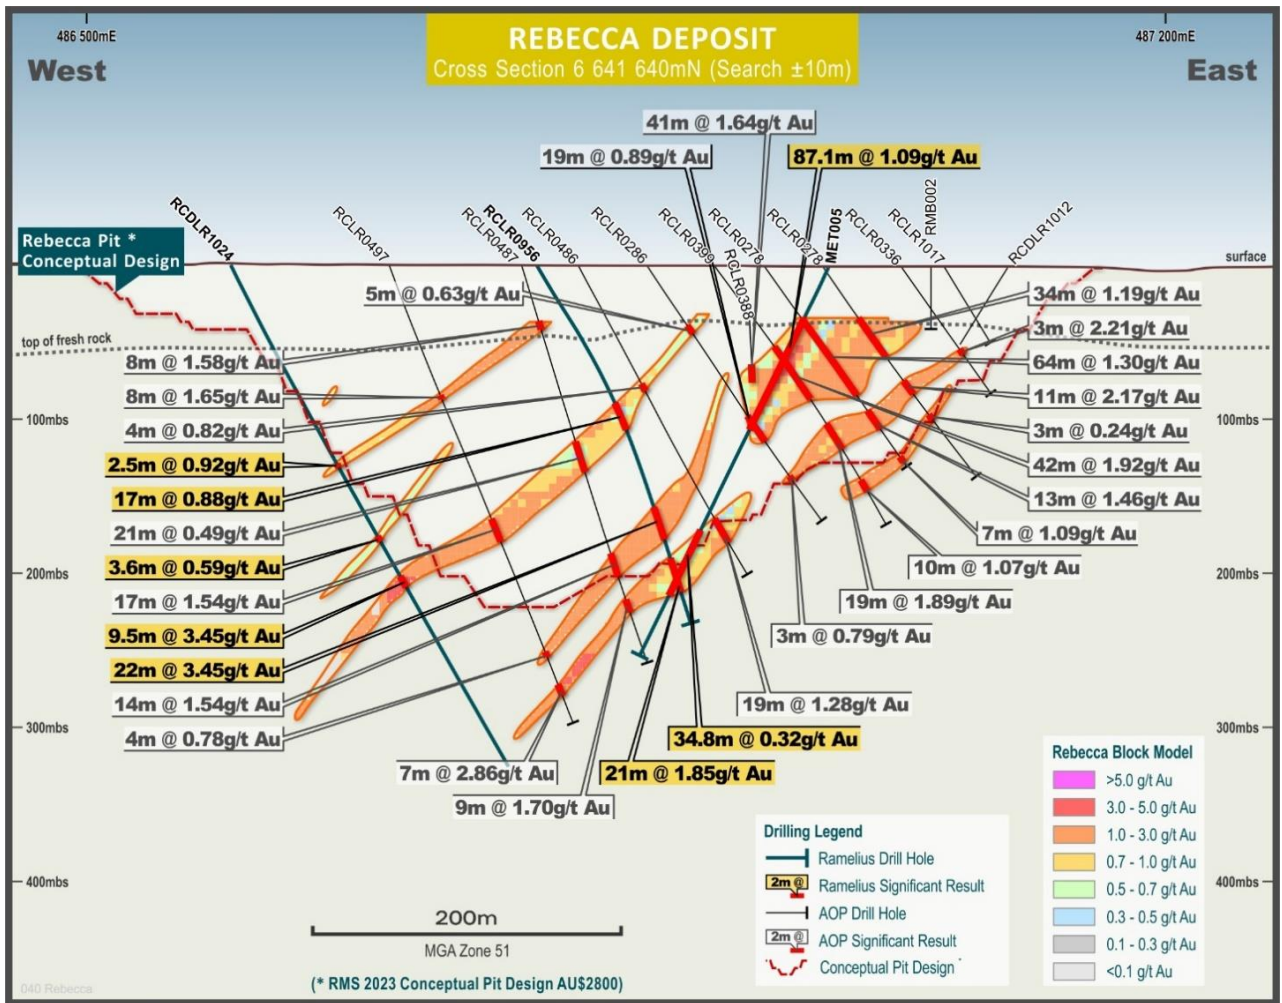 486 500mE
487 200mE
REBECCA DEPOSIT
Cross Section 6 641 640mN (Search ±10m)
West
East
41m @ 1.64g/t Au
19m @ 0.89g/t Au
87.1m @ 1.09g/t Au
RCDLR1024
RCLR0497
RCLR0487
RCLR0956
RCLR0486
RCLR0286
RCLR0399
RCLR0388
RCLR0278
RCLR0278
MET005
RCLR0336
RCLR1017
RMB002
RCDLR1012
Rebecca Pit *
Conceptual Design
surface
5m @ 0.63g/t Au
34m @ 1.19g/t Au
top of fresh rock
3m @ 2.21g/t Au
8m @ 1.58g/t Au
64m @ 1.30g/t Au
8m @ 1.65g/t Au
11m @ 2.17g/t Au
100mbs
100mbs
4m @ 0.82g/t Au
3m @ 0.24g/t Au
2.5m @ 0.92g/t Au
42m @ 1.92g/t Au
17m @ 0.88g/t Au
13m @ 1.46g/t Au
21m @ 0.49g/t Au
7m @ 1.09g/t Au
3.6m @ 0.59g/t Au
10m @ 1.07g/t Au
200mbs
200mbs
17m @ 1.54g/t Au
19m @ 1.89g/t Au
9.5m @ 3.45g/t Au
3m @ 0.79g/t Au
22m @ 3.45g/t Au
14m @ 1.54g/t Au
19m @ 1.28g/t Au
300mbs
300mbs
4m @ 0.78g/t Au
34.8m @ 0.32g/t Au
7m @ 2.86g/t Au
21m @ 1.85g/t Au
9m @ 1.70g/t Au
Rebecca Block Model
>5.0 g/t Au
3.0 - 5.0 g/t Au
1.0 - 3.0 g/t Au
0.7 - 1.0 g/t Au
0.5 - 0.7 g/t Au
0.3 - 0.5 g/t Au
0.1 - 0.3 g/t Au
<0.1 g/t Au
Drilling Legend
Ramelius Drill Hole
2m @
Ramelius Significant Result
AOP Drill Hole
2m @
AOP Significant Result
Conceptual Pit Design
400mbs
400mbs
200m
MGA Zone 51
(* RMS 2023 Conceptual Pit Design AU$2800)
040 Rebecca